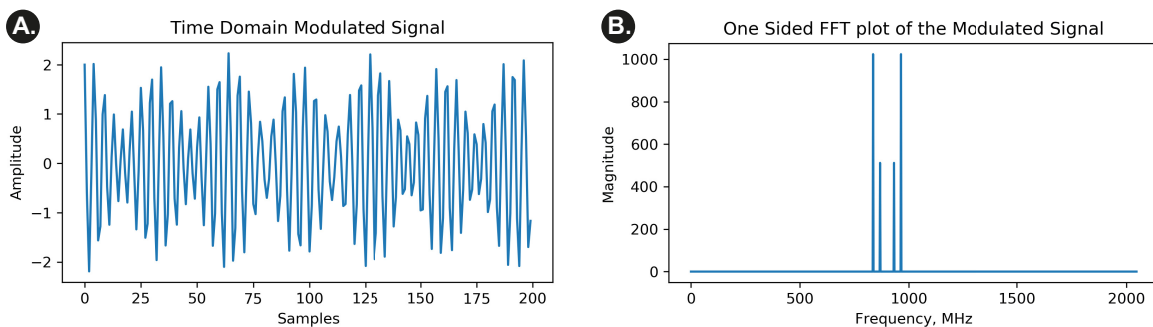 A.
Time Domain Modulated Signal
Amplitude
2
1
0
−1
−2
0 25 50 75 100 125 150 175 200
Samples
B.
One Sided FFT plot of the Modulated Signal
Magnitude
1000
800
600
400
200
0
0 500 1000 1500 2000
Frequency, MHz